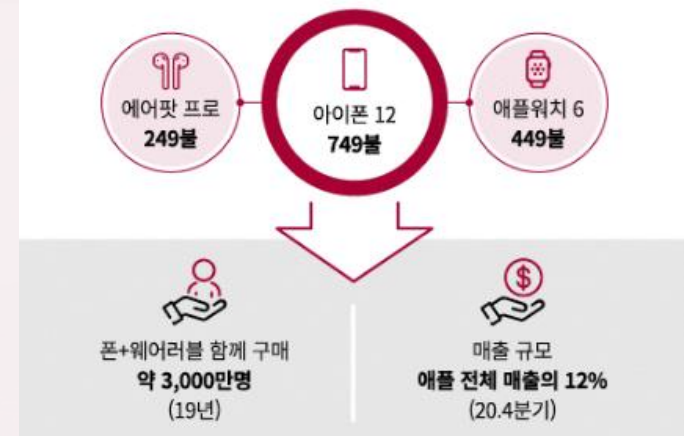 에어팟 프로
249불
아이폰 12
749불
애플워치 6
449불
폰+웨어러블 함께 구매
약 3,000만명
(19년)
매출 규모
애플 전체 매출의 12%
(20.4분기)